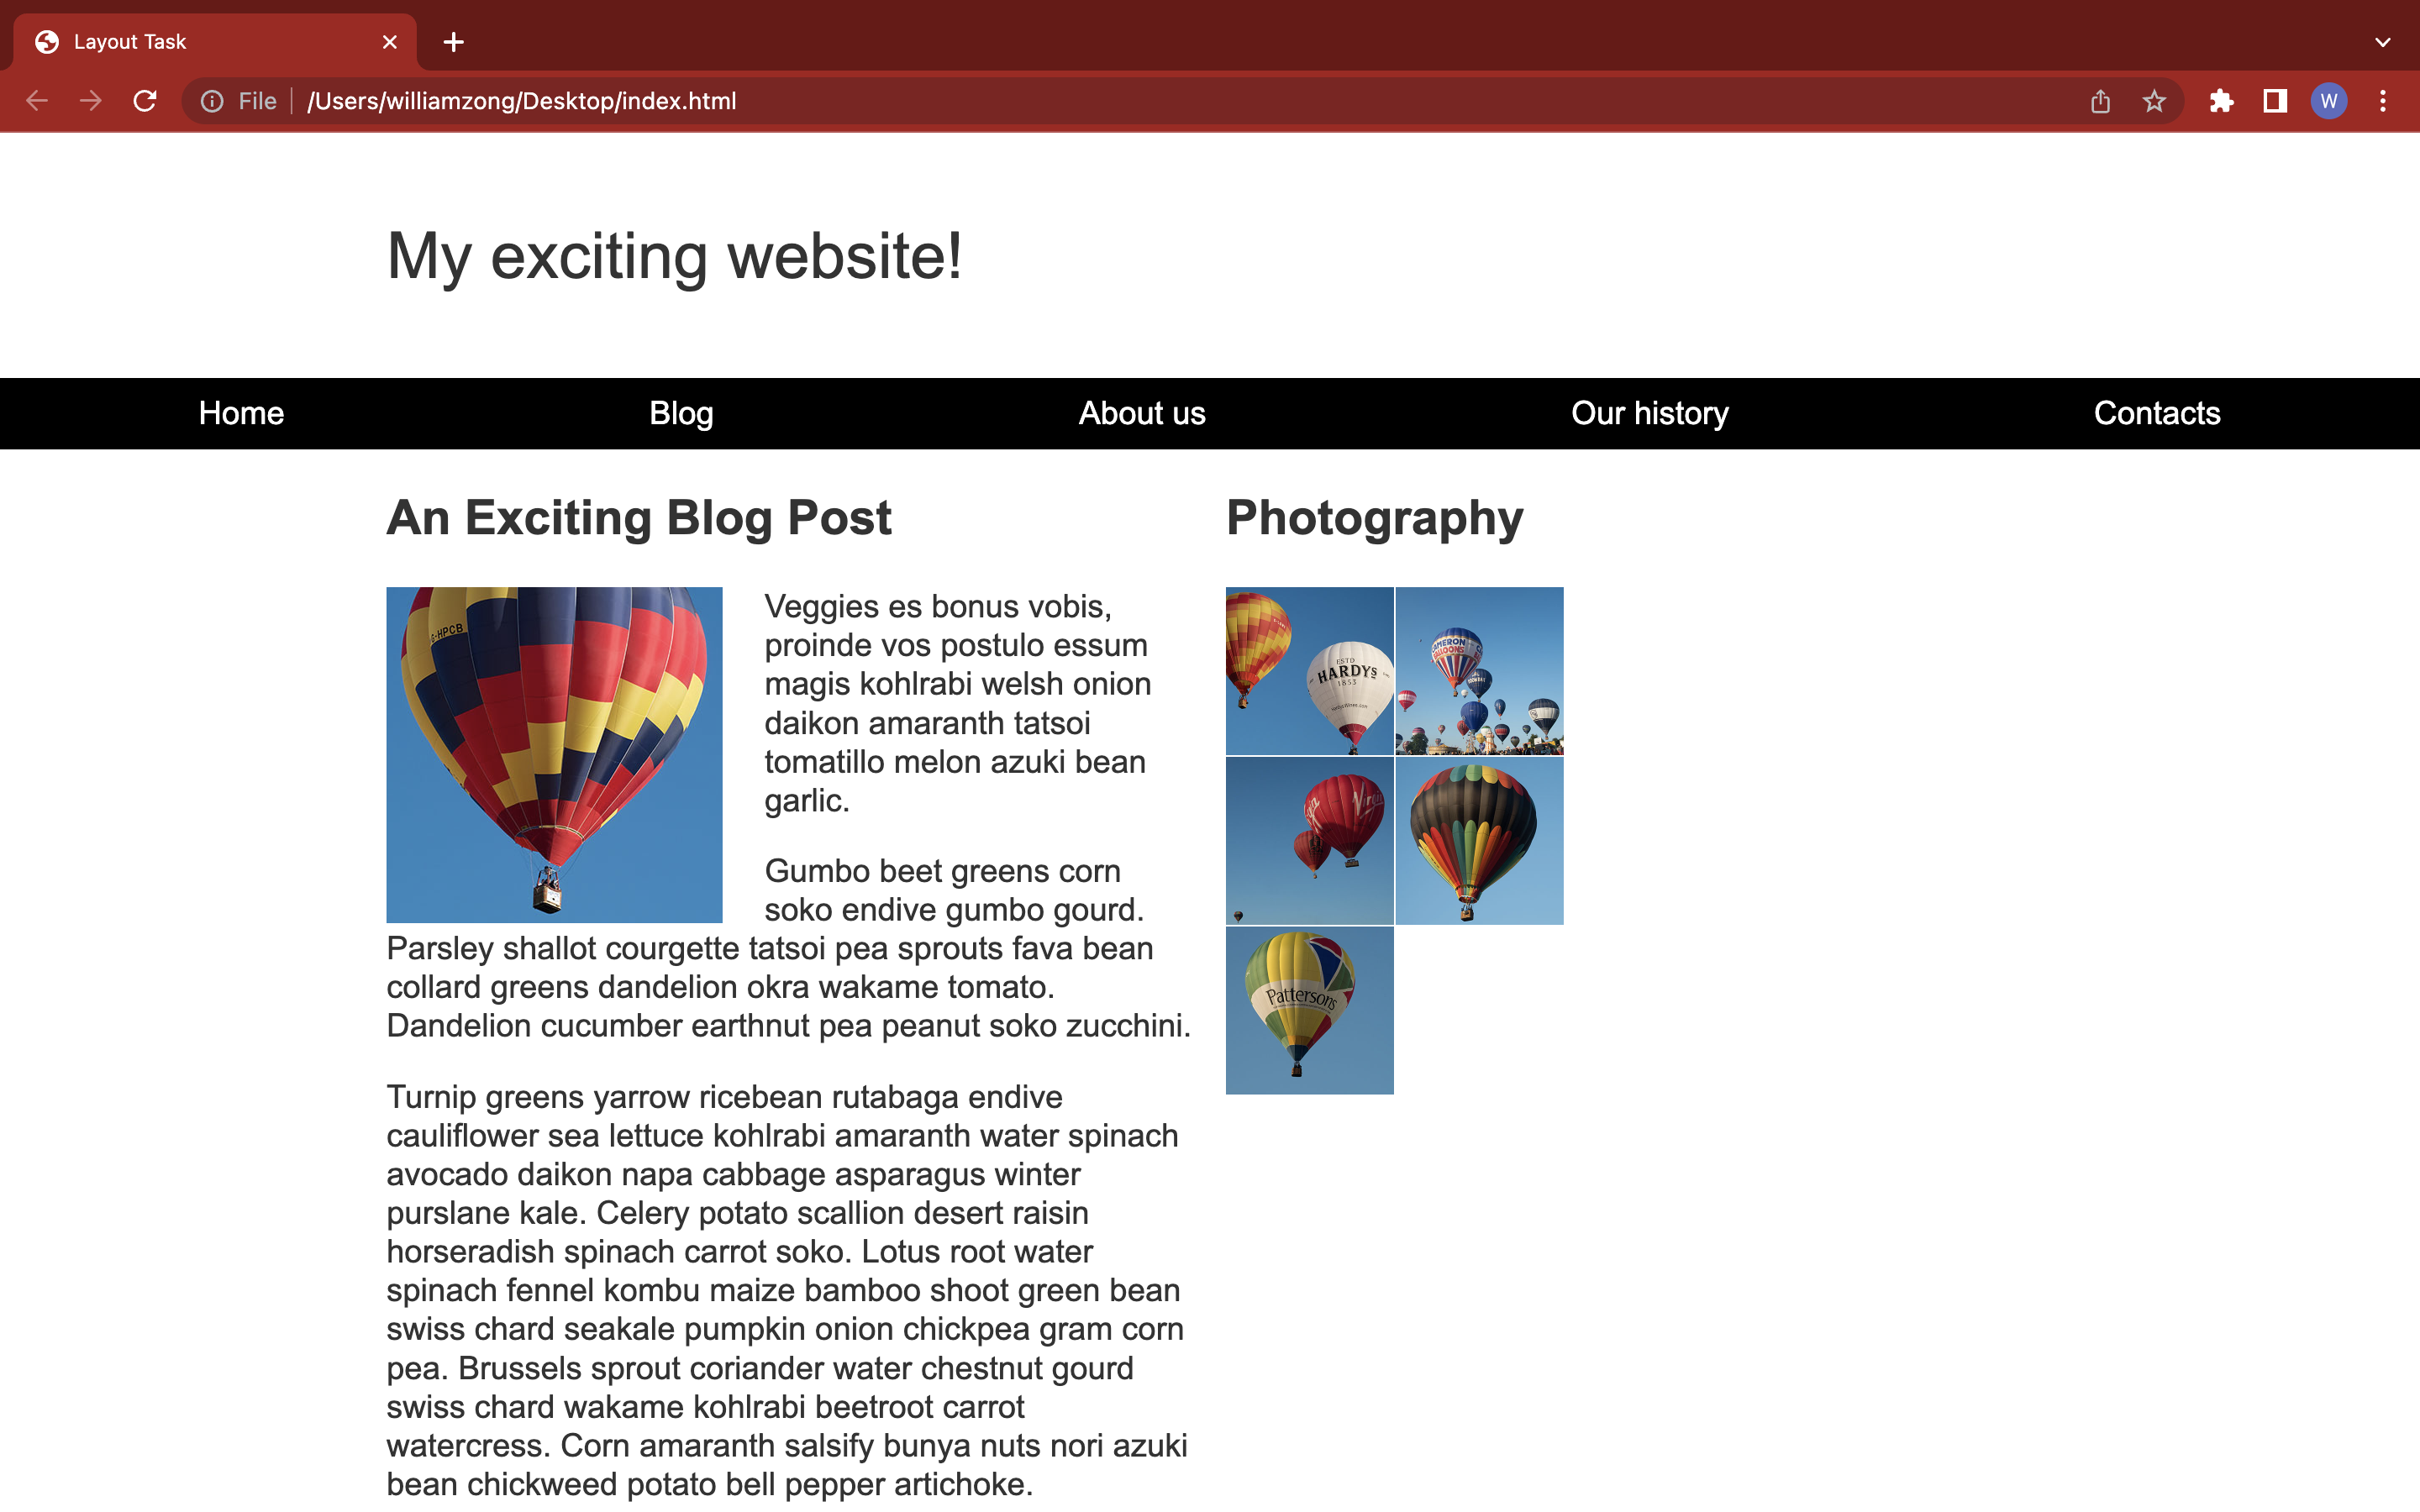 Layout Task
File
/Users/williamzong/Desktop/index.html
W
My exciting website!
Home
Blog
About us
Our history
Contacts
An Exciting Blog Post
G-HPCB
Veggies es bonus vobis,
proinde vos postulo essum
magis kohlrabi welsh onion
daikon amaranth tatsoi
tomatillo melon azuki bean
garlic.
Gumbo beet greens corn
soko endive gumbo gourd.
Parsley shallot courgette tatsoi pea sprouts fava bean
collard greens dandelion okra wakame tomato.
Dandelion cucumber earthnut pea peanut soko zucchini.
Turnip greens yarrow ricebean rutabaga endive
cauliflower sea lettuce kohlrabi amaranth water spinach
avocado daikon napa cabbage asparagus winter
purslane kale. Celery potato scallion desert raisin
horseradish spinach carrot soko. Lotus root water
spinach fennel kombu maize bamboo shoot green bean
swiss chard seakale pumpkin onion chickpea gram corn
pea. Brussels sprout coriander water chestnut gourd
swiss chard wakame kohlrabi beetroot carrot
watercress. Corn amaranth salsify bunya nuts nori azuki
bean chickweed potato bell pepper artichoke.
Photography
ESTD
HARDYS
1853
CAMERON
BALLOONS
Virgin
Pattersons